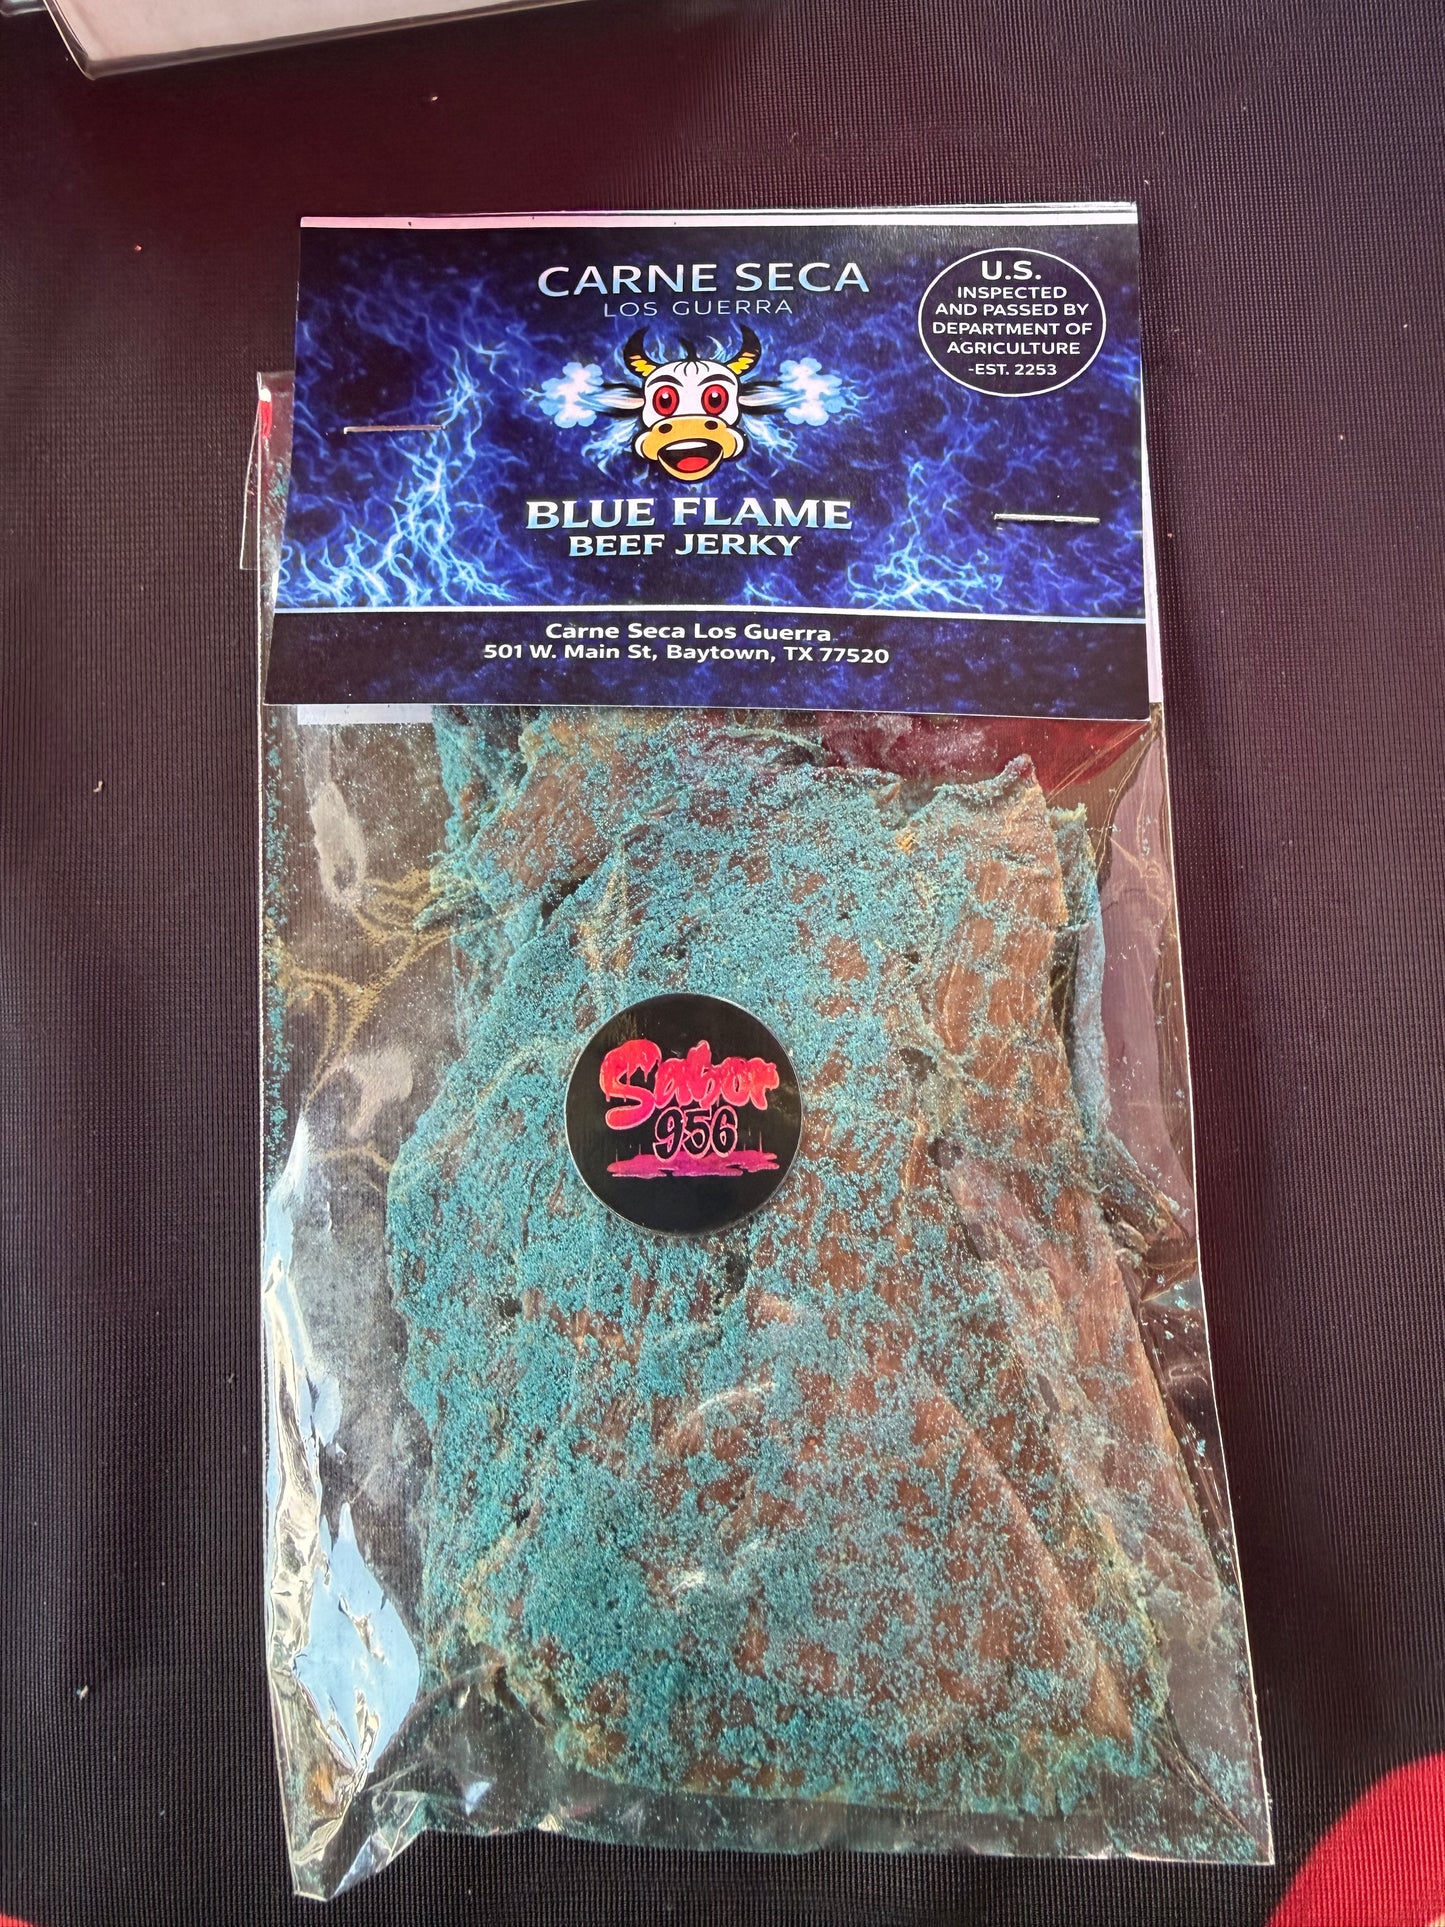 CARNE SECA
LOS GUERRA
U.S.
INSPECTED
AND PASSED BY
DEPARTMENT OF
AGRICULTURE
-EST. 2253
BLUE FLAME
BEEF JERKY
Carne Seca Los Guerra
501 W. Main St, Baytown, TX 77520
Sabor
956